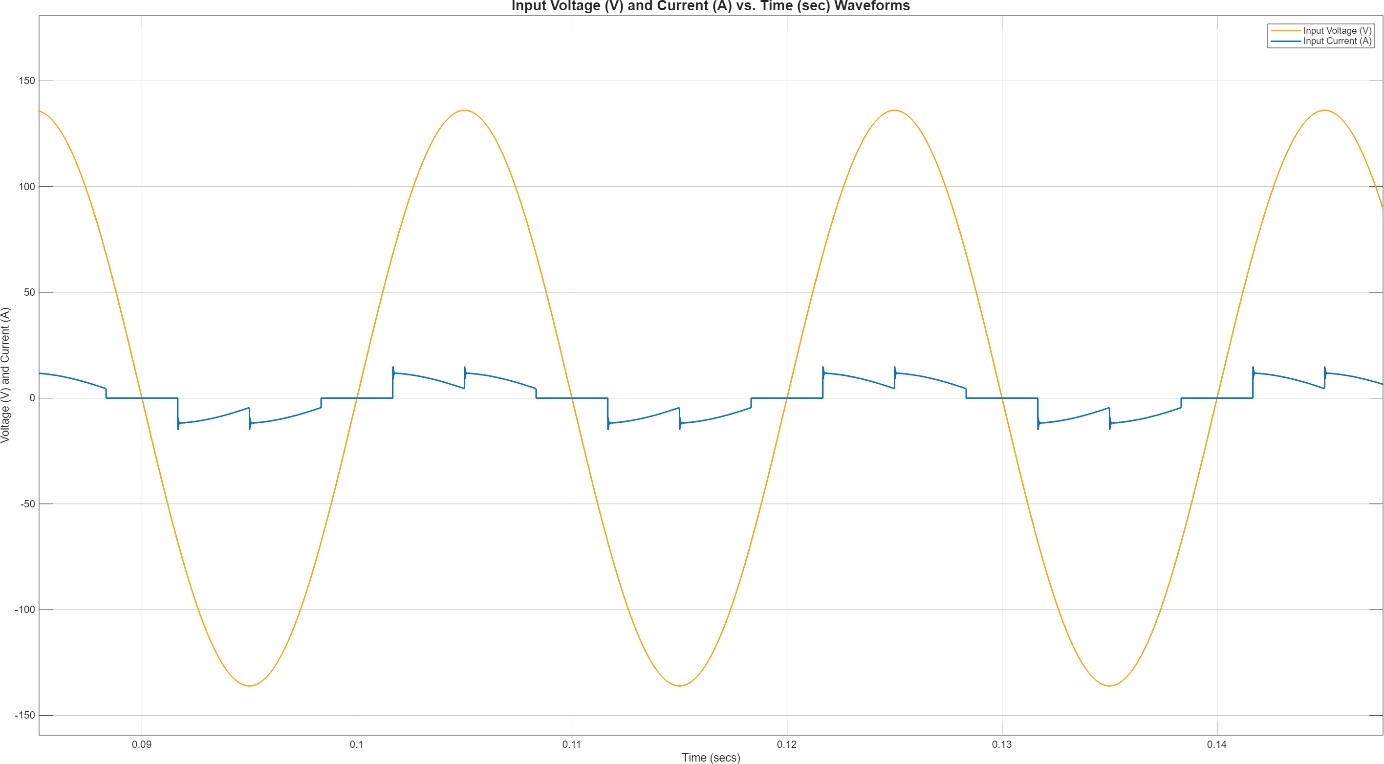 Input Voltage (V) and Current (A) vs. Time (sec) Waveforms
Input Voltage (V)
Input Current (A)
150
100
50
0
-50
-100
-150
Voltage (V) and Current (A)
0.09
0.1
0.11
0.12
0.13
0.14
Time (secs)